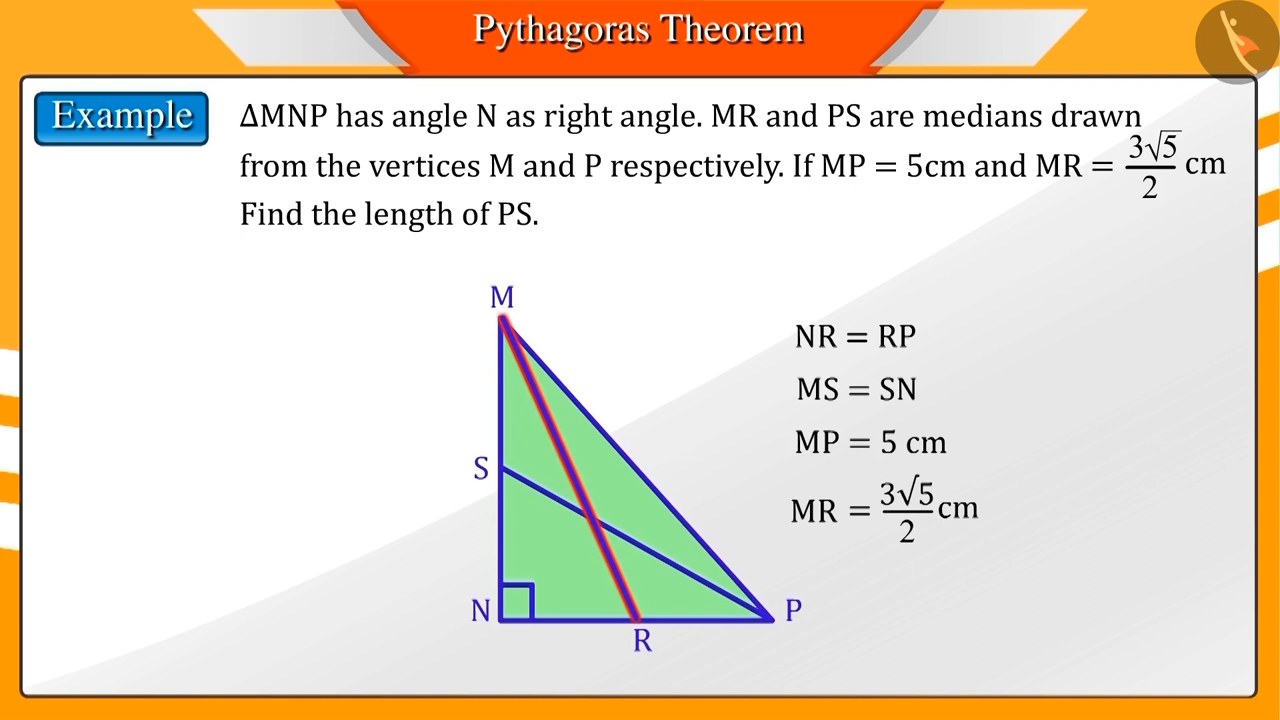 Pythagoras Theorem
Example
ΔMNP has angle N as right angle. MR and PS are medians drawn
from the vertices M and P respectively. If MP = 5cm and MR = 3√5/2 cm
Find the length of PS.
M
NR = RP
MS = SN
MP = 5 cm
S
MR = 3√5/2 cm
N
P
R